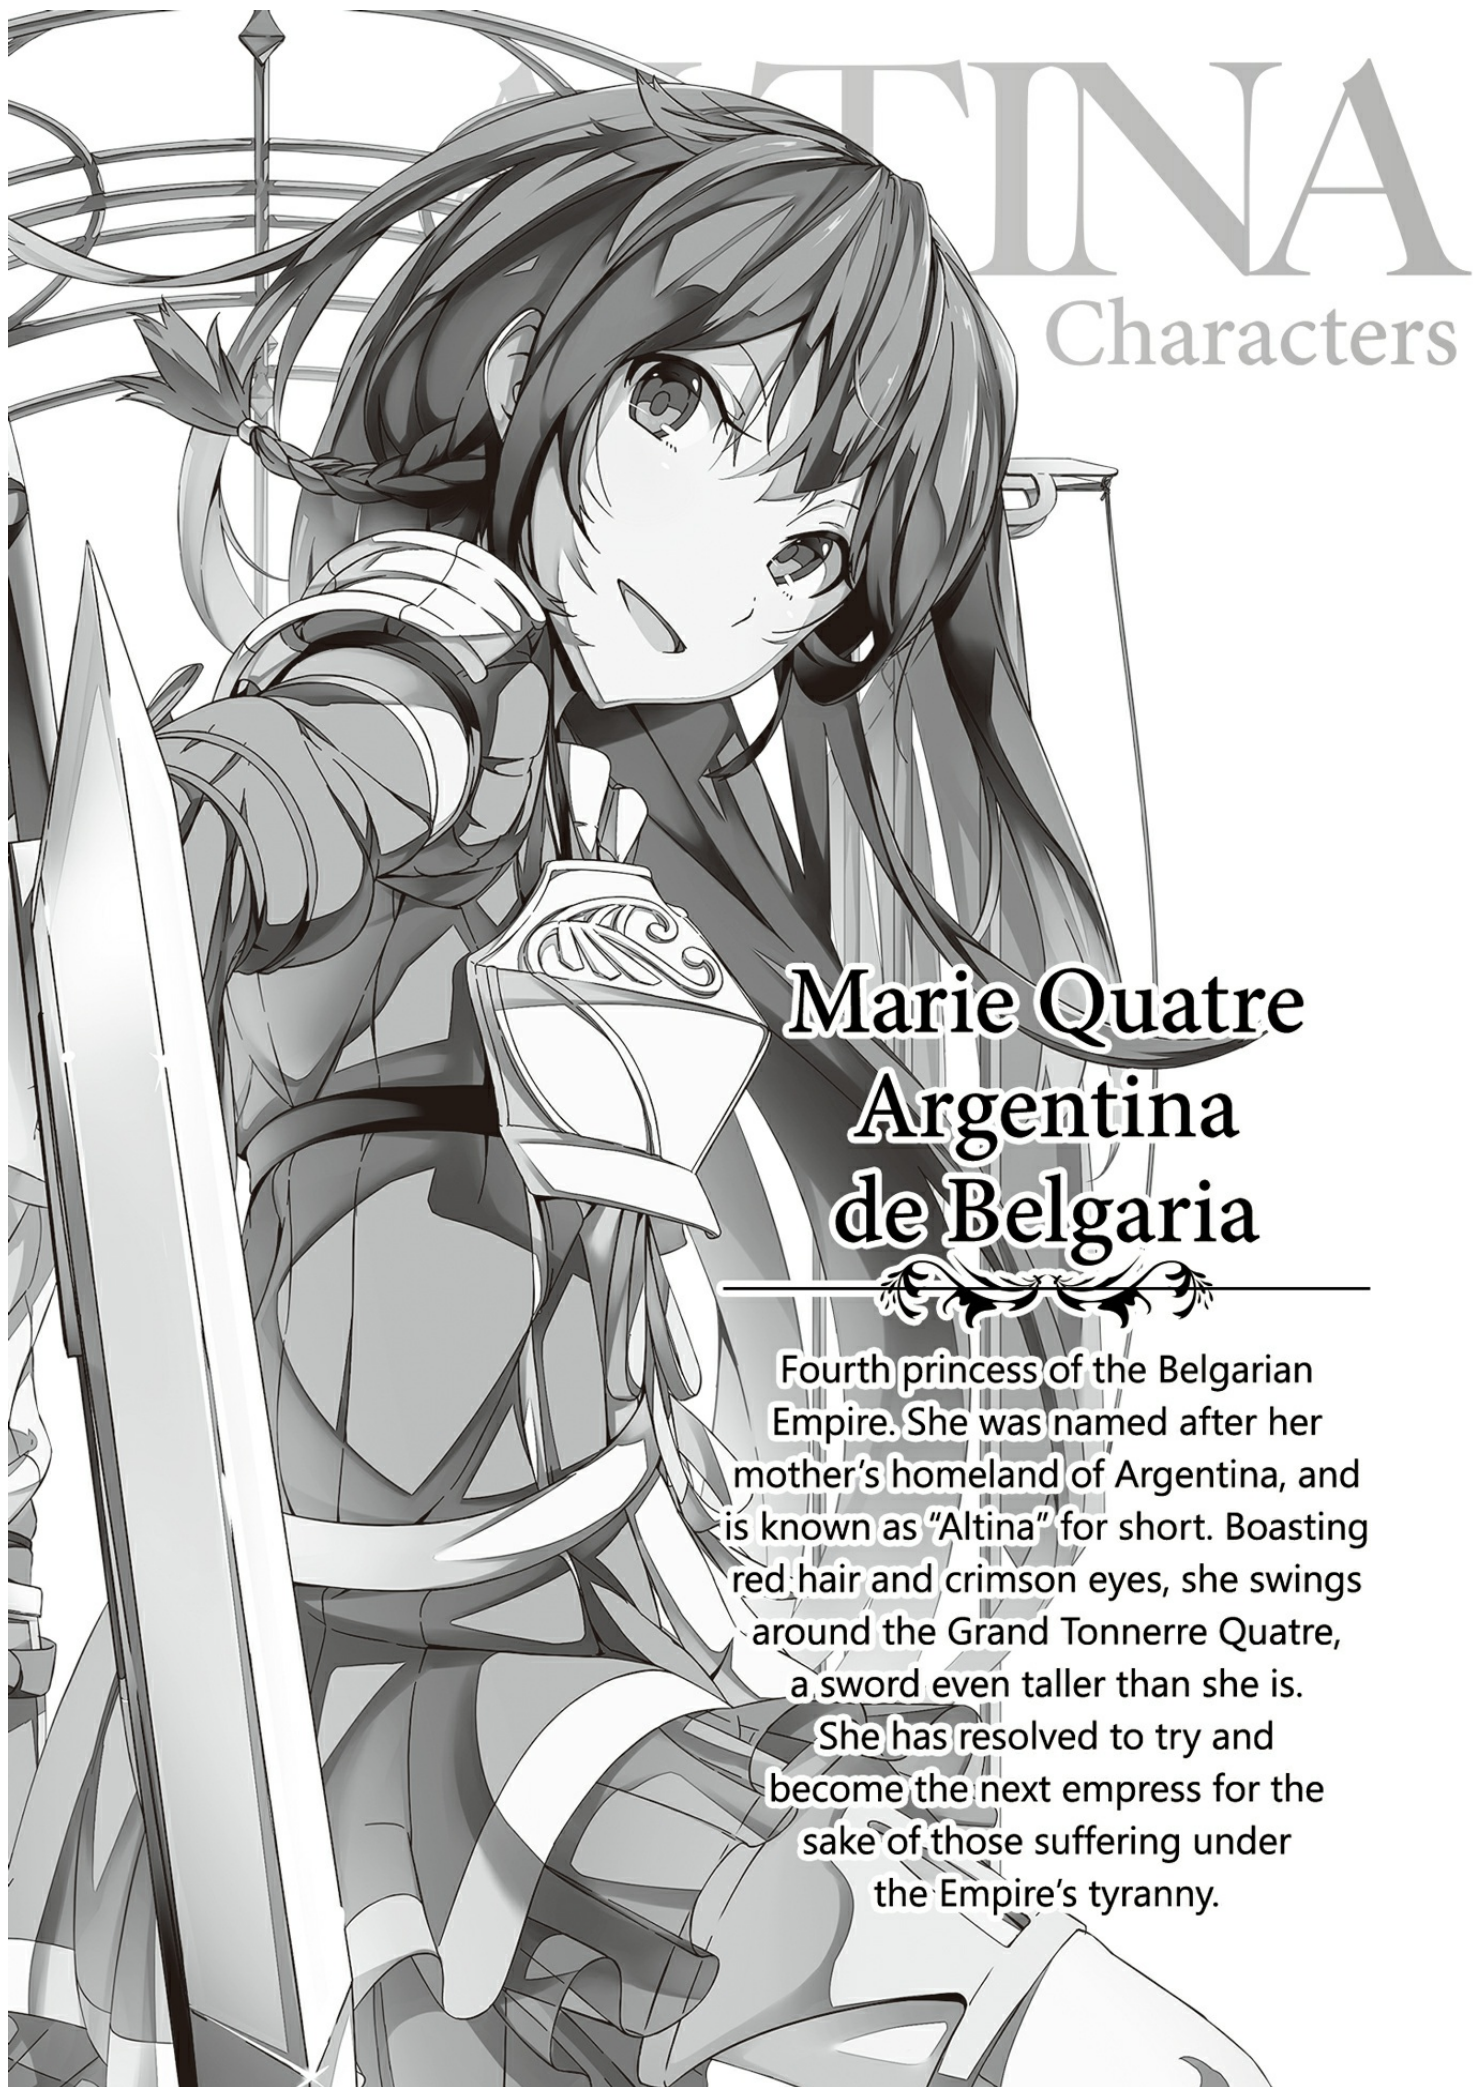 ALTINA
Characters
Marie Quatre
Argentina
de Belgaria
Fourth princess of the Belgarian
Empire. She was named after her
mother's homeland of Argentina, and
is known as “Altina” for short. Boasting
red hair and crimson eyes, she swings
around the Grand Tonnerre Quatre,
a sword even taller than she is.
She has resolved to try and
become the next empress for the
sake of those suffering under
the Empire's tyranny.